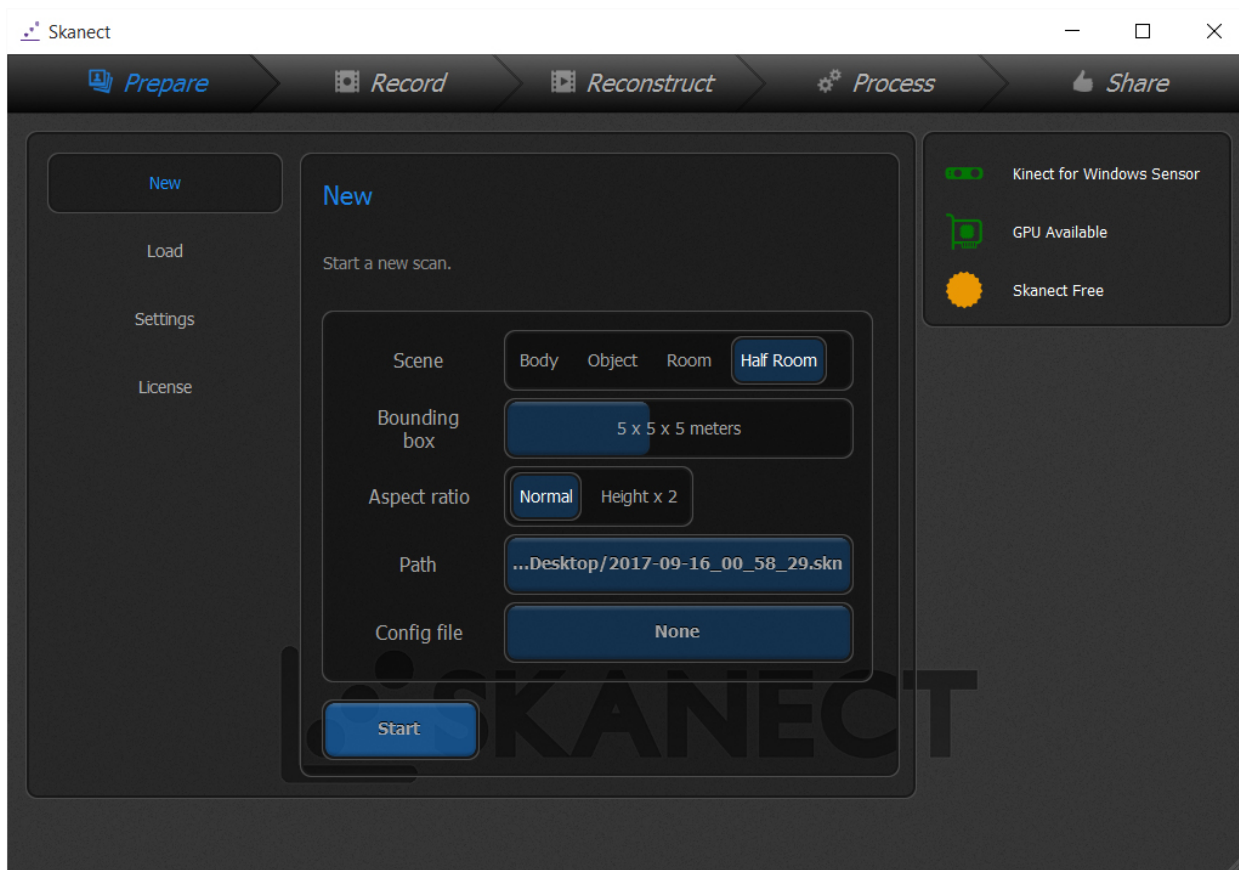 Skanect
Prepare
Record
Reconstruct
Process
Share
New
Load
Settings
License
New
Start a new scan.
Scene
Body Object Room Half Room
Bounding
box
5 x 5 x 5 meters
Aspect ratio
Normal Height x 2
Path
...Desktop/2017-09-16_00_58_29.skn
Config file
None
Start
SKANECT
Kinect for Windows Sensor
GPU Available
Skanect Free